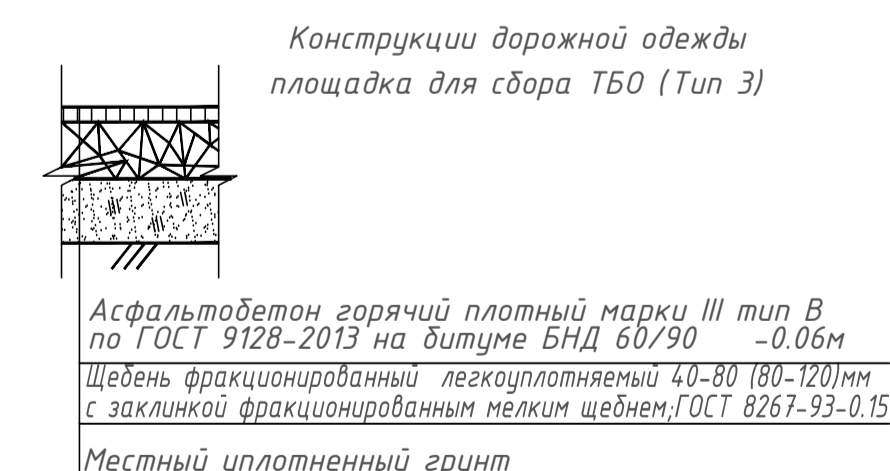 Конструкции дорожной одежды
площадка для сбора ТБО (Тип 3)
Асфальтобетон горячий плотный марки III тип В
по ГОСТ 9128-2013 на битуме БНД 60/90 -0.06м
Щебень фракционированный легкоуплотняемый 40-80 (80-120)мм
с заклинкой фракционированным мелким щебнем;ГОСТ 8267-93-0.15
Местный уплотненный грунт